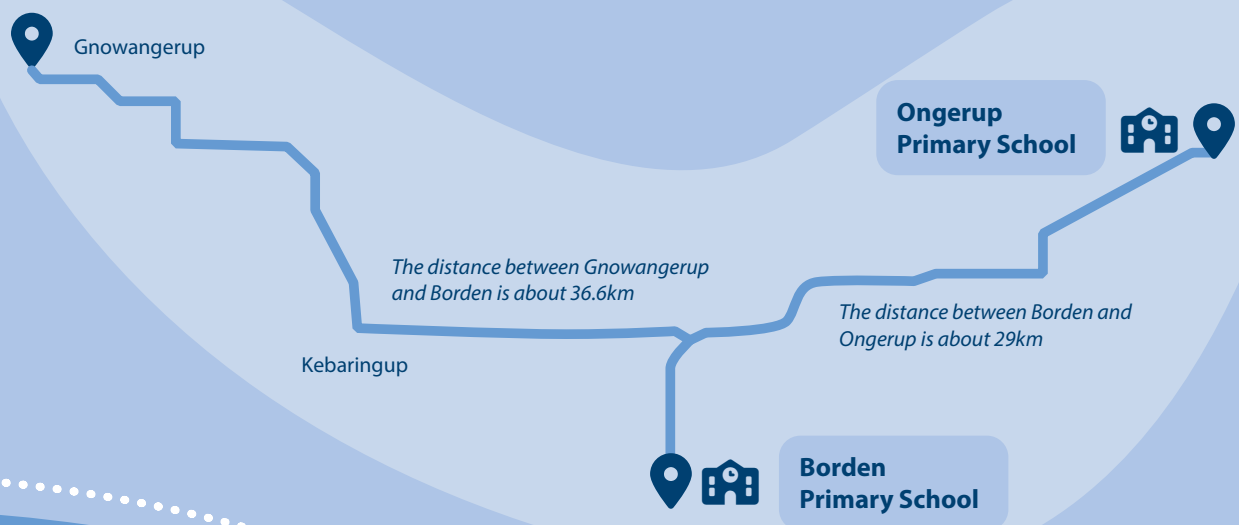 Gnowangerup
Ongerup
Primary School
The distance between Gnowangerup
and Borden is about 36.6km
The distance between Borden and
Ongerup is about 29km
Kebaringup
Borden
Primary School